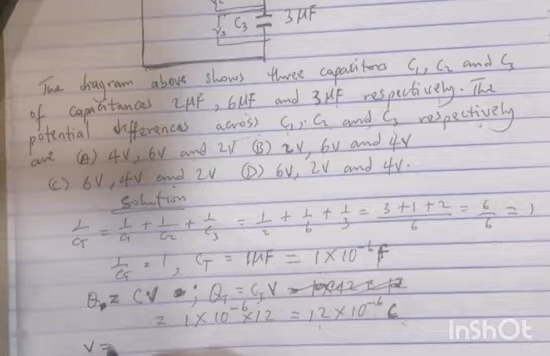 V₂
V₃ C₃ 3μF
The diagram above shows three capacitors C₁, C₂ and C₃
of capacitances 2μF, 6μF and 3μF respectively. The
potential differences across C₁, C₂ and C₃ respectively
are (A) 4V, 6V and 2V (B) 2V, 6V and 4V
(C) 6V, 4V and 2V (D) 6V, 2V and 4V.
Solution
1/CT = 1/C₁ + 1/C₂ + 1/C₃ = 1/2 + 1/6 + 1/3 = 3+1+2/6 = 6/6 = 1
1/CT = 1, CT = 1μF = 1×10⁻⁶F
Q = CV ; QT = CTV
= 1×10⁻⁶×12 = 12×10⁻⁶ C
V =
InShOt